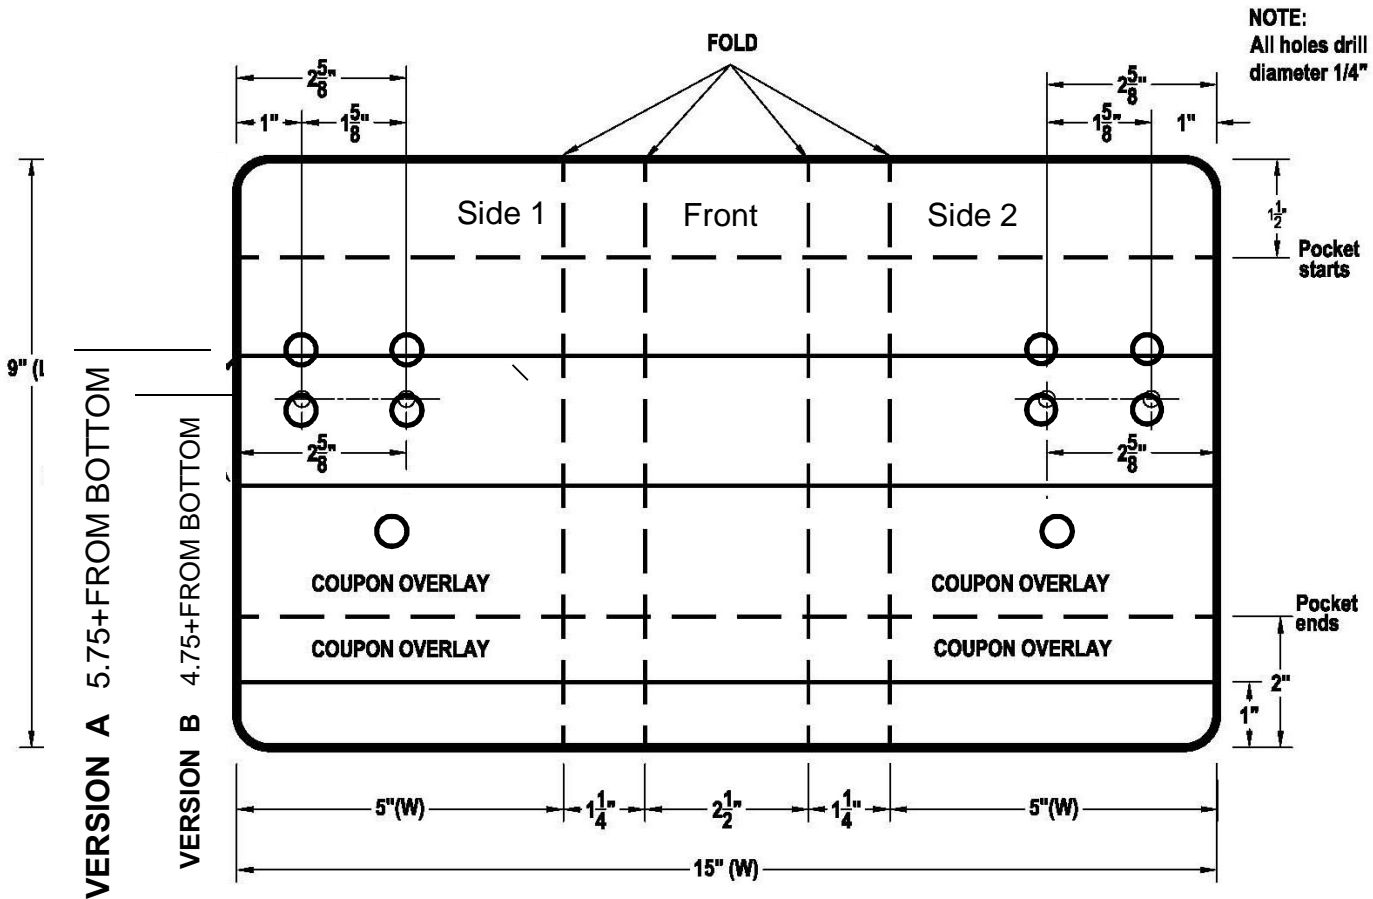 NOTE:
All holes drill
diameter 1/4"
FOLD
2 5/8"
2 5/8"
1"
1 5/8"
1 5/8"
1"
Side 1
Front
Side 2
1 1/2"
Pocket
starts
9" (
2 5/8"
2 5/8"
VERSION A 5.75+FROM BOTTOM
VERSION B 4.75+FROM BOTTOM
COUPON OVERLAY
COUPON OVERLAY
Pocket
ends
COUPON OVERLAY
COUPON OVERLAY
2"
1"
5"(W)
1 1/4"
2 1/2"
1 1/4"
5"(W)
15" (W)